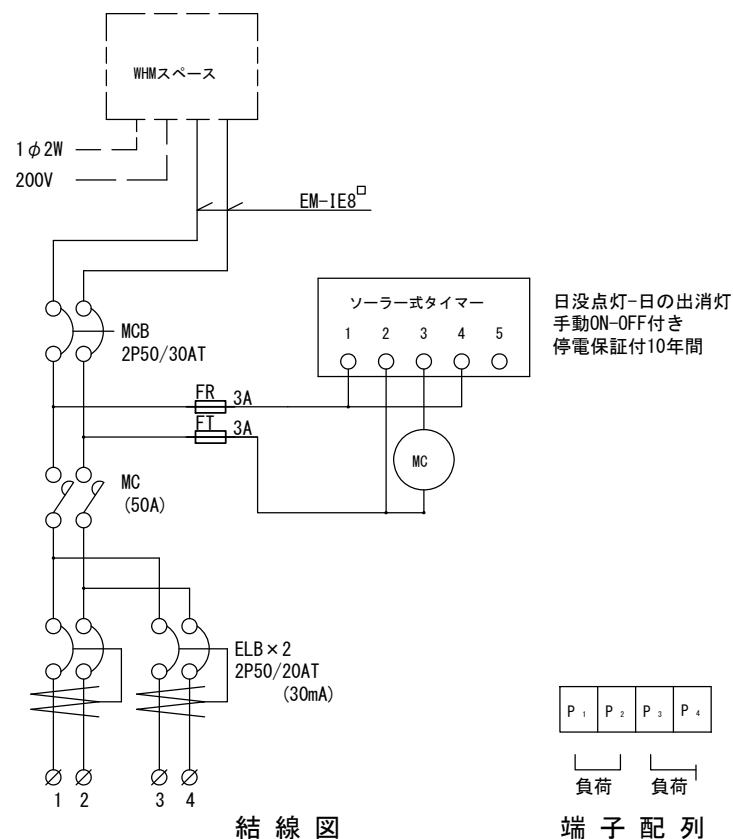 WHMスペース
1φ2W
200V
EM-IE8□
ソーラー式タイマー
1 2 3 4 5
日没点灯-日の出消灯
手動ON-OFF付き
停電保証付10年間
MCB
2P50/30AT
FR 3A
FT 3A
MC
MC
(50A)
ELB×2
2P50/20AT
(30mA)
P1 P2 P3 P4
負荷 負荷
1 2 3 4
結線図
端子配列